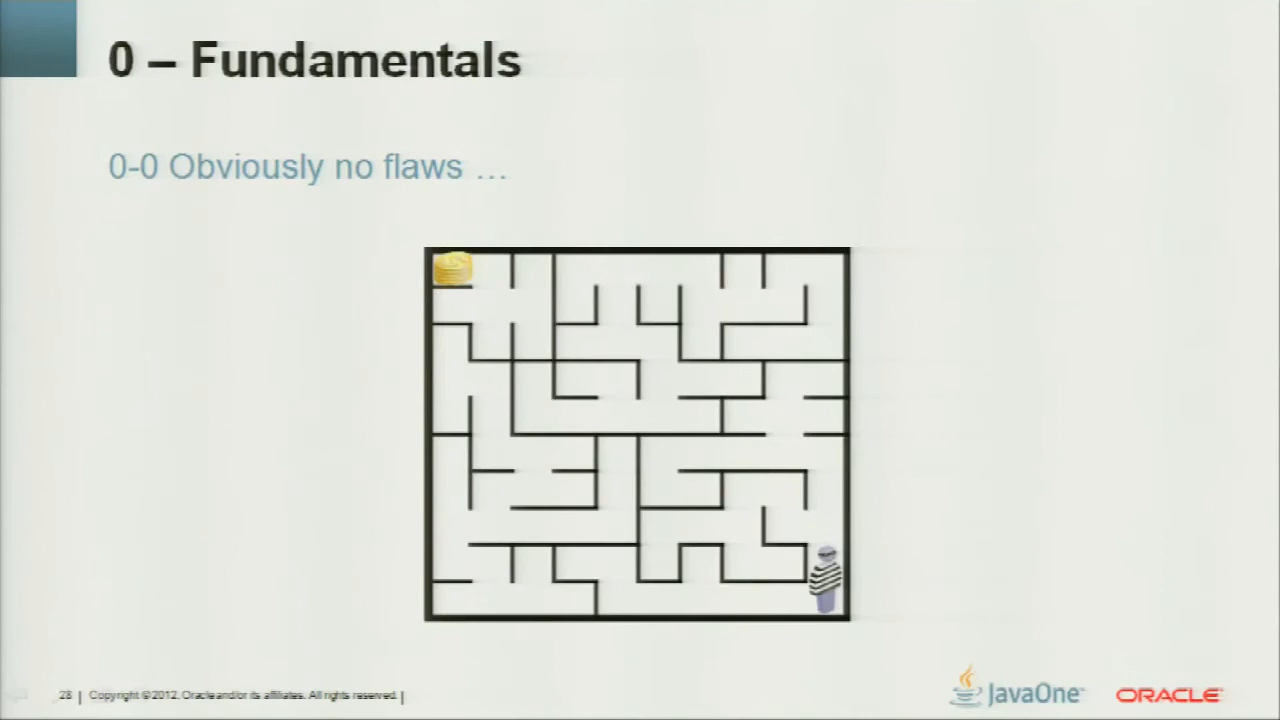 0 – Fundamentals
0-0 Obviously no flaws …
28 | Copyright © 2012, Oracle and/or its affiliates. All rights reserved. |
JavaOne™
ORACLE®